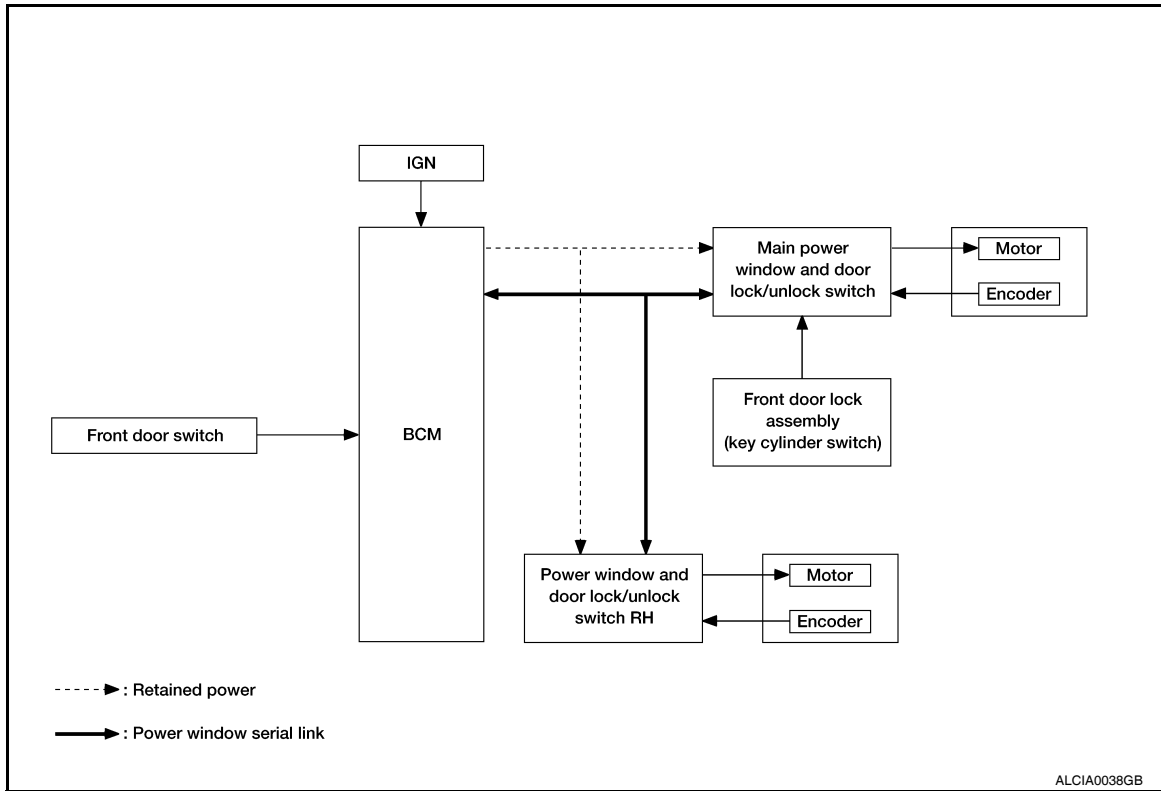 IGN
Main power
window and door
lock/unlock switch
Motor
Encoder
Front door lock
assembly
(key cylinder switch)
Front door switch
BCM
Power window and
door lock/unlock
switch RH
Motor
Encoder
: Retained power
: Power window serial link
ALCIA0038GB